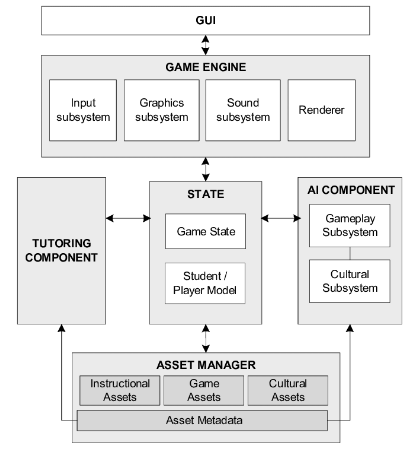 GUI
GAME ENGINE
Input
subsystem
Graphics
subsystem
Sound
subsystem
Renderer
TUTORING
COMPONENT
STATE
Game State
Student /
Player Model
AI COMPONENT
Gameplay
Subsystem
Cultural
Subsystem
ASSET MANAGER
Instructional
Assets
Game
Assets
Cultural
Assets
Asset Metadata